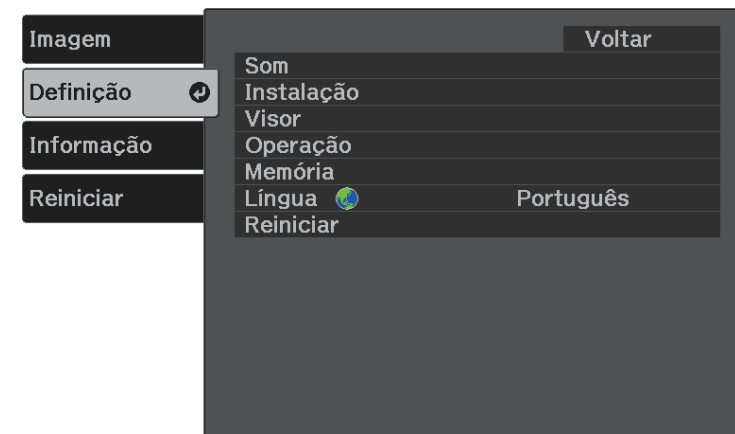 Imagem
Definição
Informação
Reiniciar
Voltar
Som
Instalação
Visor
Operação
Memória
Língua Português
Reiniciar